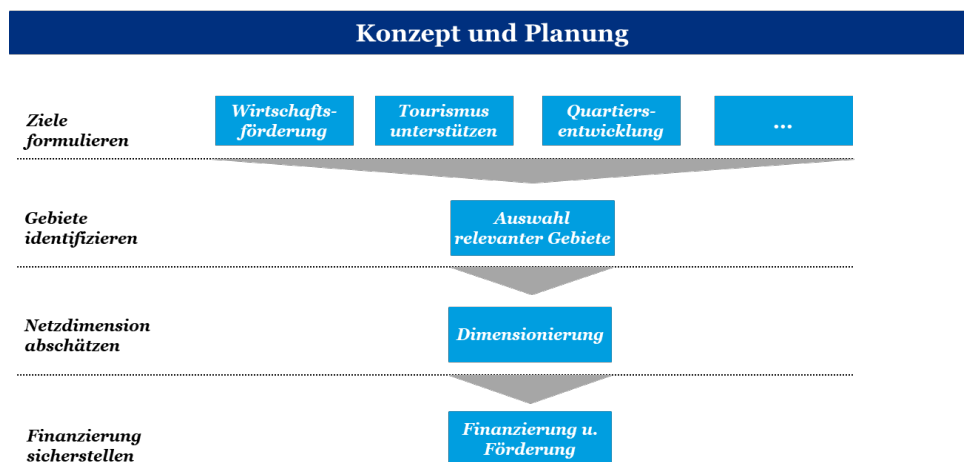 Konzept und Planung
Ziele
formulieren
Wirtschafts-
förderung
Tourismus
unterstützen
Quartiers-
entwicklung
...
Gebiete
identifizieren
Auswahl
relevanter Gebiete
Netzdimension
abschätzen
Dimensionierung
Finanzierung
sicherstellen
Finanzierung u.
Förderung